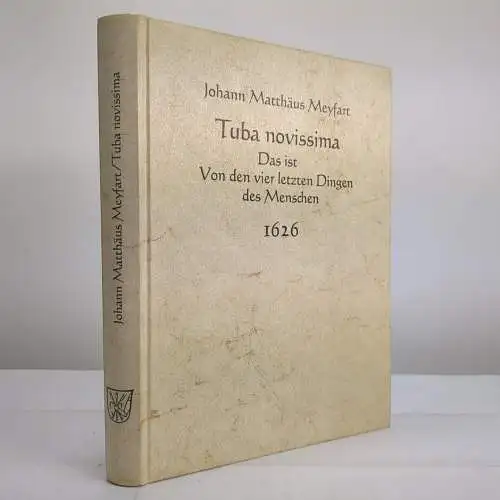 Johann Matthäus Meyfart
Tuba novissima
Das ist
Von den vier letzten Dingen
des Menschen
1626
Johann Matthäus Meyfart/Tuba novissima